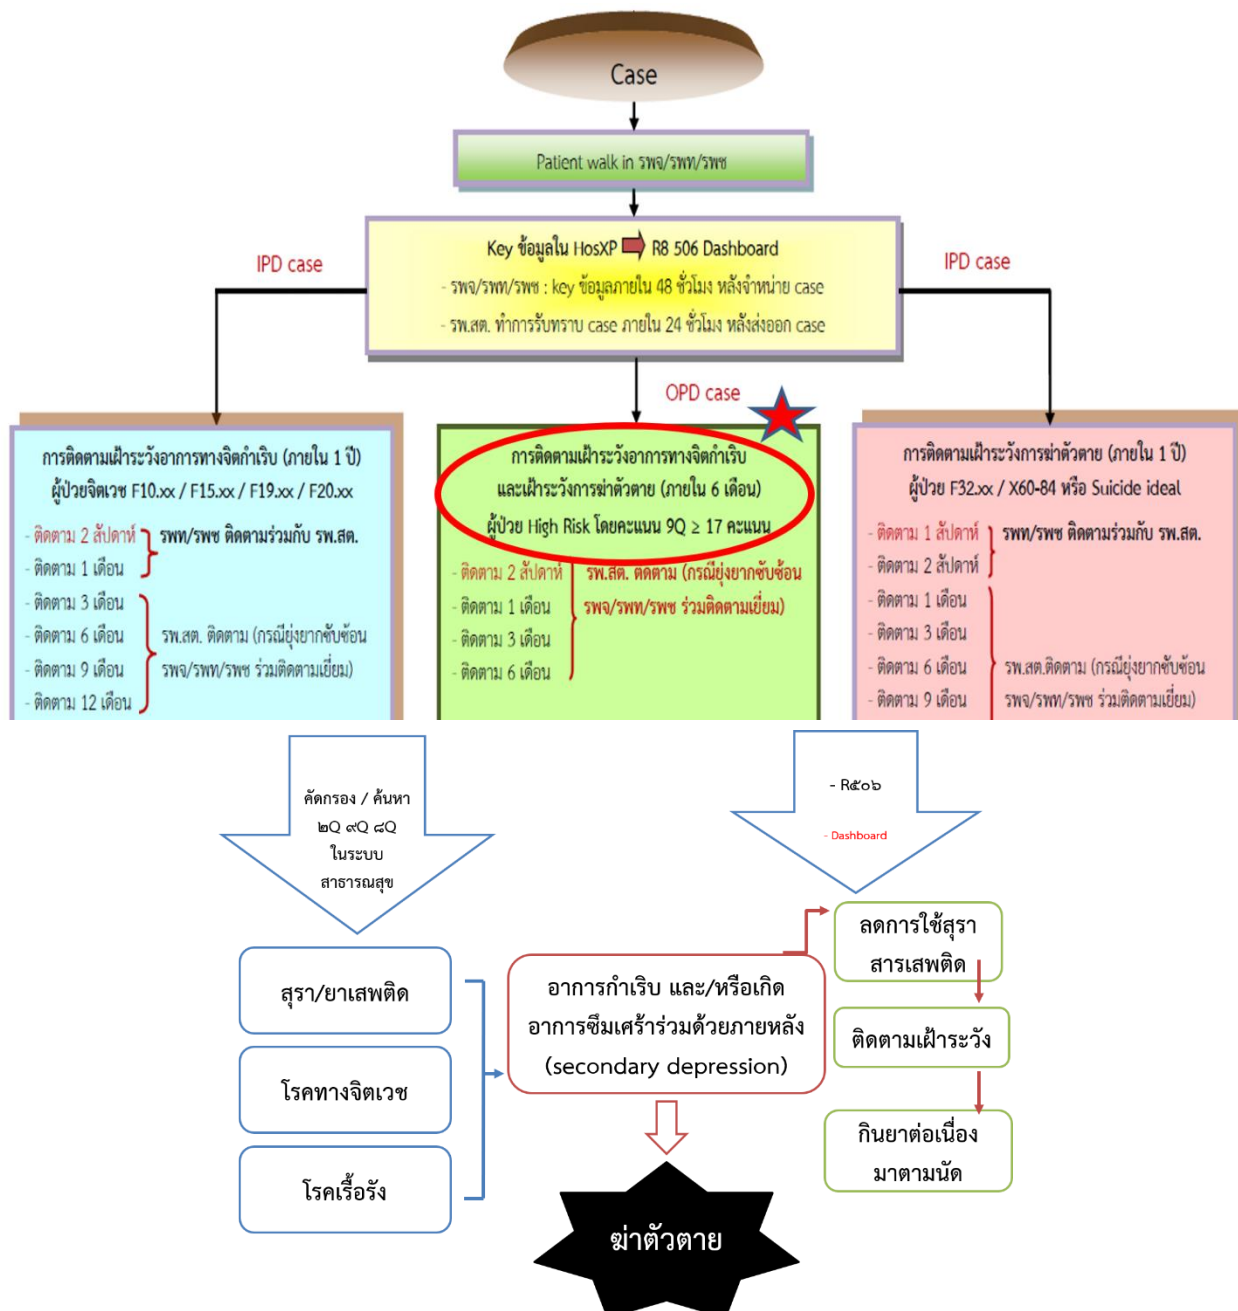 Case
Patient walk in รพจ/รพท/รพช
Key ข้อมูลใน HosXP R8 506 Dashboard
- รพจ/รพท/รพช : key ข้อมูลภายใน 48 ชั่วโมง หลังจำหน่าย case
- รพ.สต. ทำการรับทราบ case ภายใน 24 ชั่วโมง หลังส่งออก case
IPD case
OPD case
IPD case
การติดตามเฝ้าระวังอาการทางจิตกำเริบ (ภายใน 1 ปี)
ผู้ป่วยจิตเวช F10.xx / F15.xx / F19.xx / F20.xx
- ติดตาม 2 สัปดาห์
- ติดตาม 1 เดือน
รพท/รพช ติดตามร่วมกับ รพ.สต.
- ติดตาม 3 เดือน
- ติดตาม 6 เดือน
- ติดตาม 9 เดือน
- ติดตาม 12 เดือน
รพ.สต. ติดตาม (กรณียุ่งยากซับซ้อน
รพจ/รพท/รพช ร่วมติดตามเยี่ยม)
การติดตามเฝ้าระวังอาการทางจิตกำเริบ
และเฝ้าระวังการฆ่าตัวตาย (ภายใน 6 เดือน)
ผู้ป่วย High Risk โดยคะแนน 9Q ≥ 17 คะแนน
- ติดตาม 2 สัปดาห์
- ติดตาม 1 เดือน
- ติดตาม 3 เดือน
- ติดตาม 6 เดือน
รพ.สต. ติดตาม (กรณียุ่งยากซับซ้อน
รพจ/รพท/รพช ร่วมติดตามเยี่ยม)
การติดตามเฝ้าระวังการฆ่าตัวตาย (ภายใน 1 ปี)
ผู้ป่วย F32.xx / X60-84 หรือ Suicide ideal
- ติดตาม 1 สัปดาห์
- ติดตาม 2 สัปดาห์
รพท/รพช ติดตามร่วมกับ รพ.สต.
- ติดตาม 1 เดือน
- ติดตาม 3 เดือน
- ติดตาม 6 เดือน
- ติดตาม 9 เดือน
รพ.สต.ติดตาม (กรณียุ่งยากซับซ้อน
รพจ/รพท/รพช ร่วมติดตามเยี่ยม)
คัดกรอง / ค้นหา
๒Q ๙Q ๘Q
ในระบบ
สาธารณสุข
- R๕๐๖
- Dashboard
สุรา/ยาเสพติด
โรคทางจิตเวช
โรคเรื้อรัง
อาการกำเริบ และ/หรือเกิด
อาการซึมเศร้าร่วมด้วยภายหลัง
(secondary depression)
ฆ่าตัวตาย
ลดการใช้สุรา
สารเสพติด
ติดตามเฝ้าระวัง
กินยาต่อเนื่อง
มาตามนัด